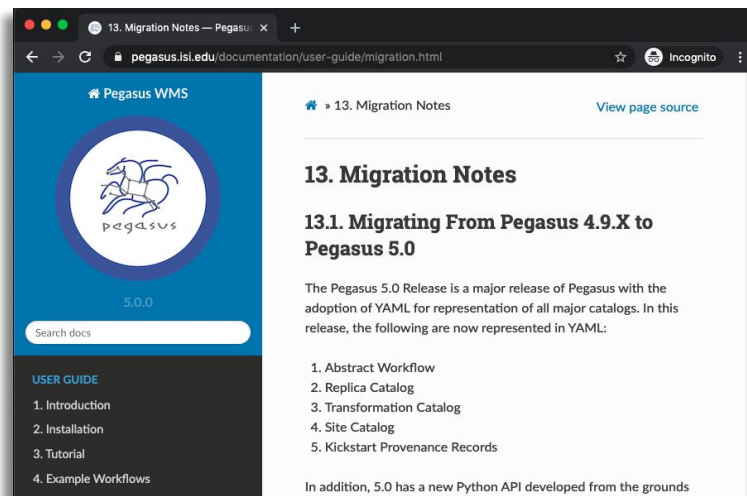 13. Migration Notes — Pegasus
pegasus.isi.edu/documentation/user-guide/migration.html
Incognito
Pegasus WMS
pegasus
5.0.0
Search docs
USER GUIDE
1. Introduction
2. Installation
3. Tutorial
4. Example Workflows
» 13. Migration Notes
View page source
13. Migration Notes
13.1. Migrating From Pegasus 4.9.X to
Pegasus 5.0
The Pegasus 5.0 Release is a major release of Pegasus with the
adoption of YAML for representation of all major catalogs. In this
release, the following are now represented in YAML:
1. Abstract Workflow
2. Replica Catalog
3. Transformation Catalog
4. Site Catalog
5. Kickstart Provenance Records
In addition, 5.0 has a new Python API developed from the grounds